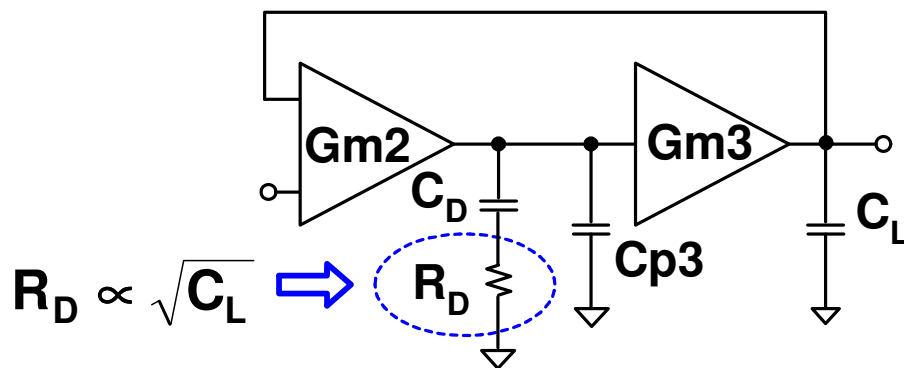 Gm2
Gm3
C_D
Cp3
C_L
R_D
R_D ∝ √C_L